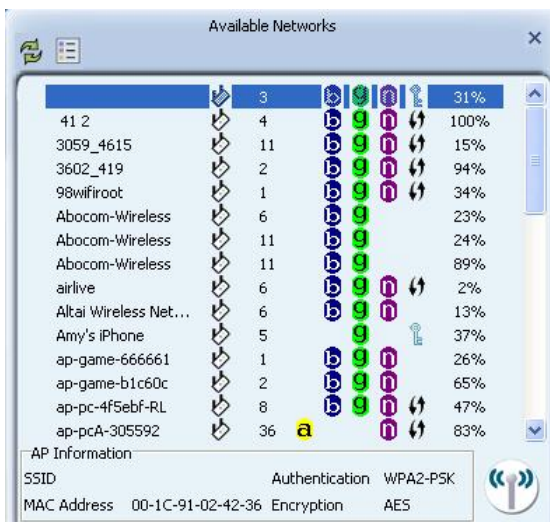 Available Networks
3 b g n 31%
41 2 4 b g n 100%
3059_4615 11 b g n 15%
3602_419 2 b g n 94%
98wifiroot 1 b g n 34%
Abocom-Wireless 6 b g 23%
Abocom-Wireless 11 b g 24%
Abocom-Wireless 11 b g 89%
airlive 6 b g n 2%
Altai Wireless Net... 6 b g n 13%
Amy's iPhone 5 g 37%
ap-game-666661 1 b g n 26%
ap-game-b1c60c 2 b g n 65%
ap-pc-4f5ebf-RL 8 b g n 47%
ap-pcA-305592 36 a n 83%
AP Information
SSID Authentication WPA2-PSK
MAC Address 00-1C-91-02-42-36 Encryption AES